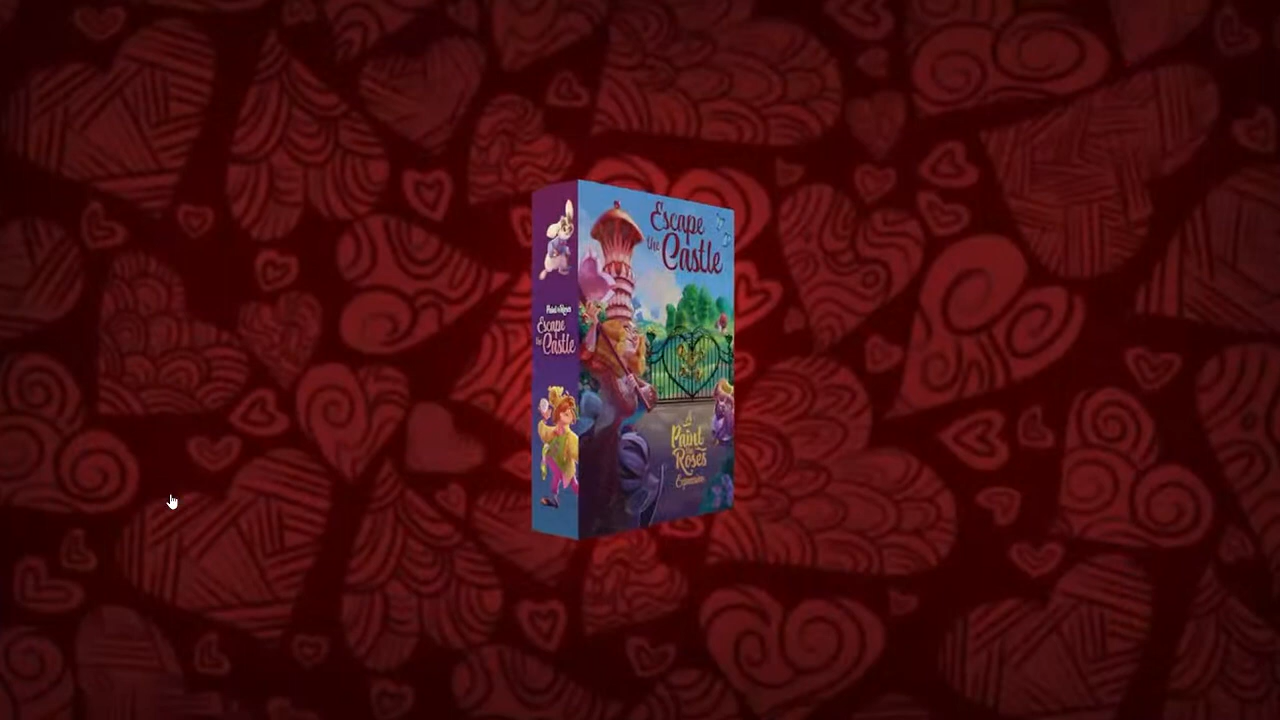 Escape
the Castle
A
Paint
the
Roses
Expansion
Paint the Roses
Escape
the Castle